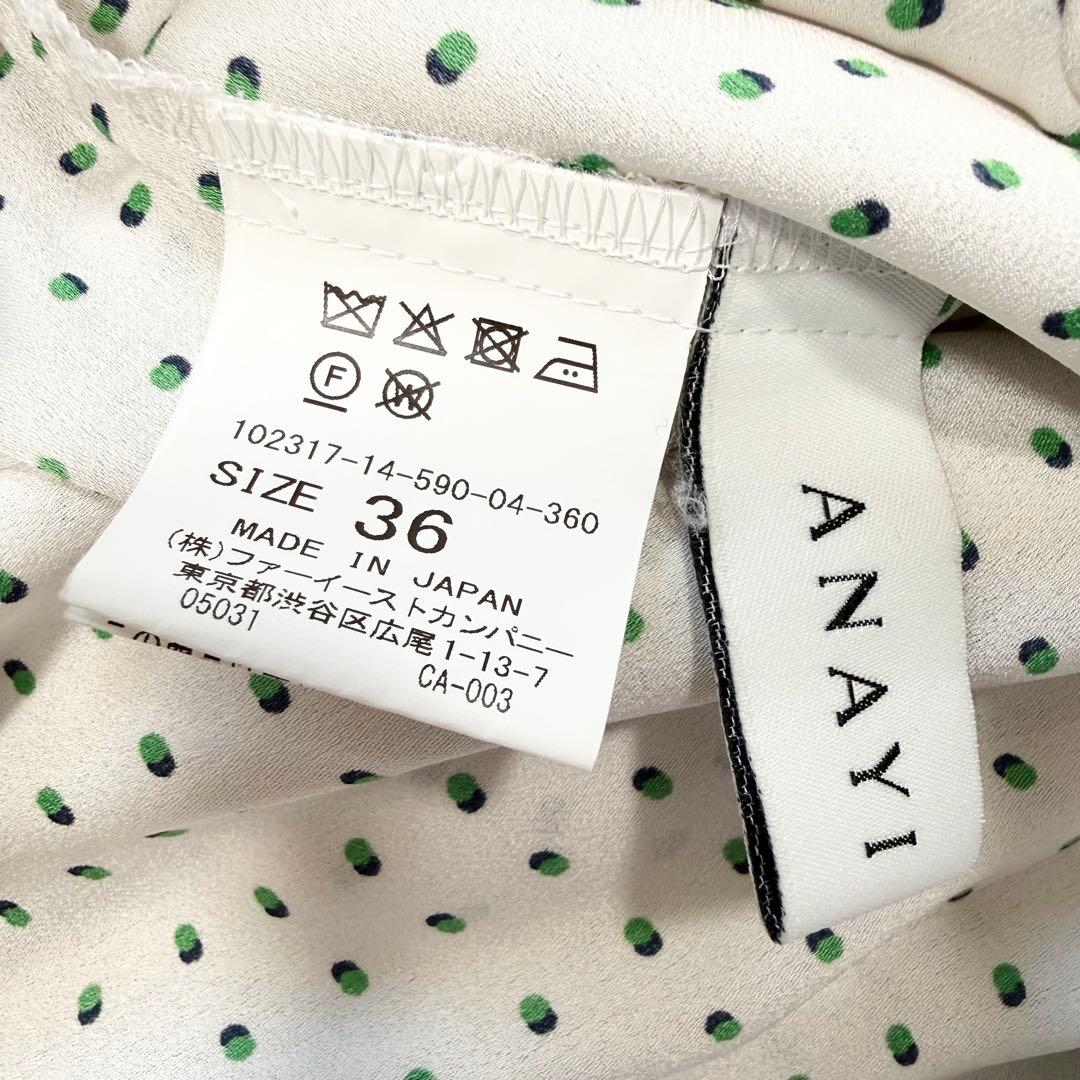 F
W
102317-14-590-04-360
SIZE 36
MADE IN JAPAN
(株)ファーイーストカンパニー
東京都渋谷区広尾1-13-7
05031 CA-003
ANAYI